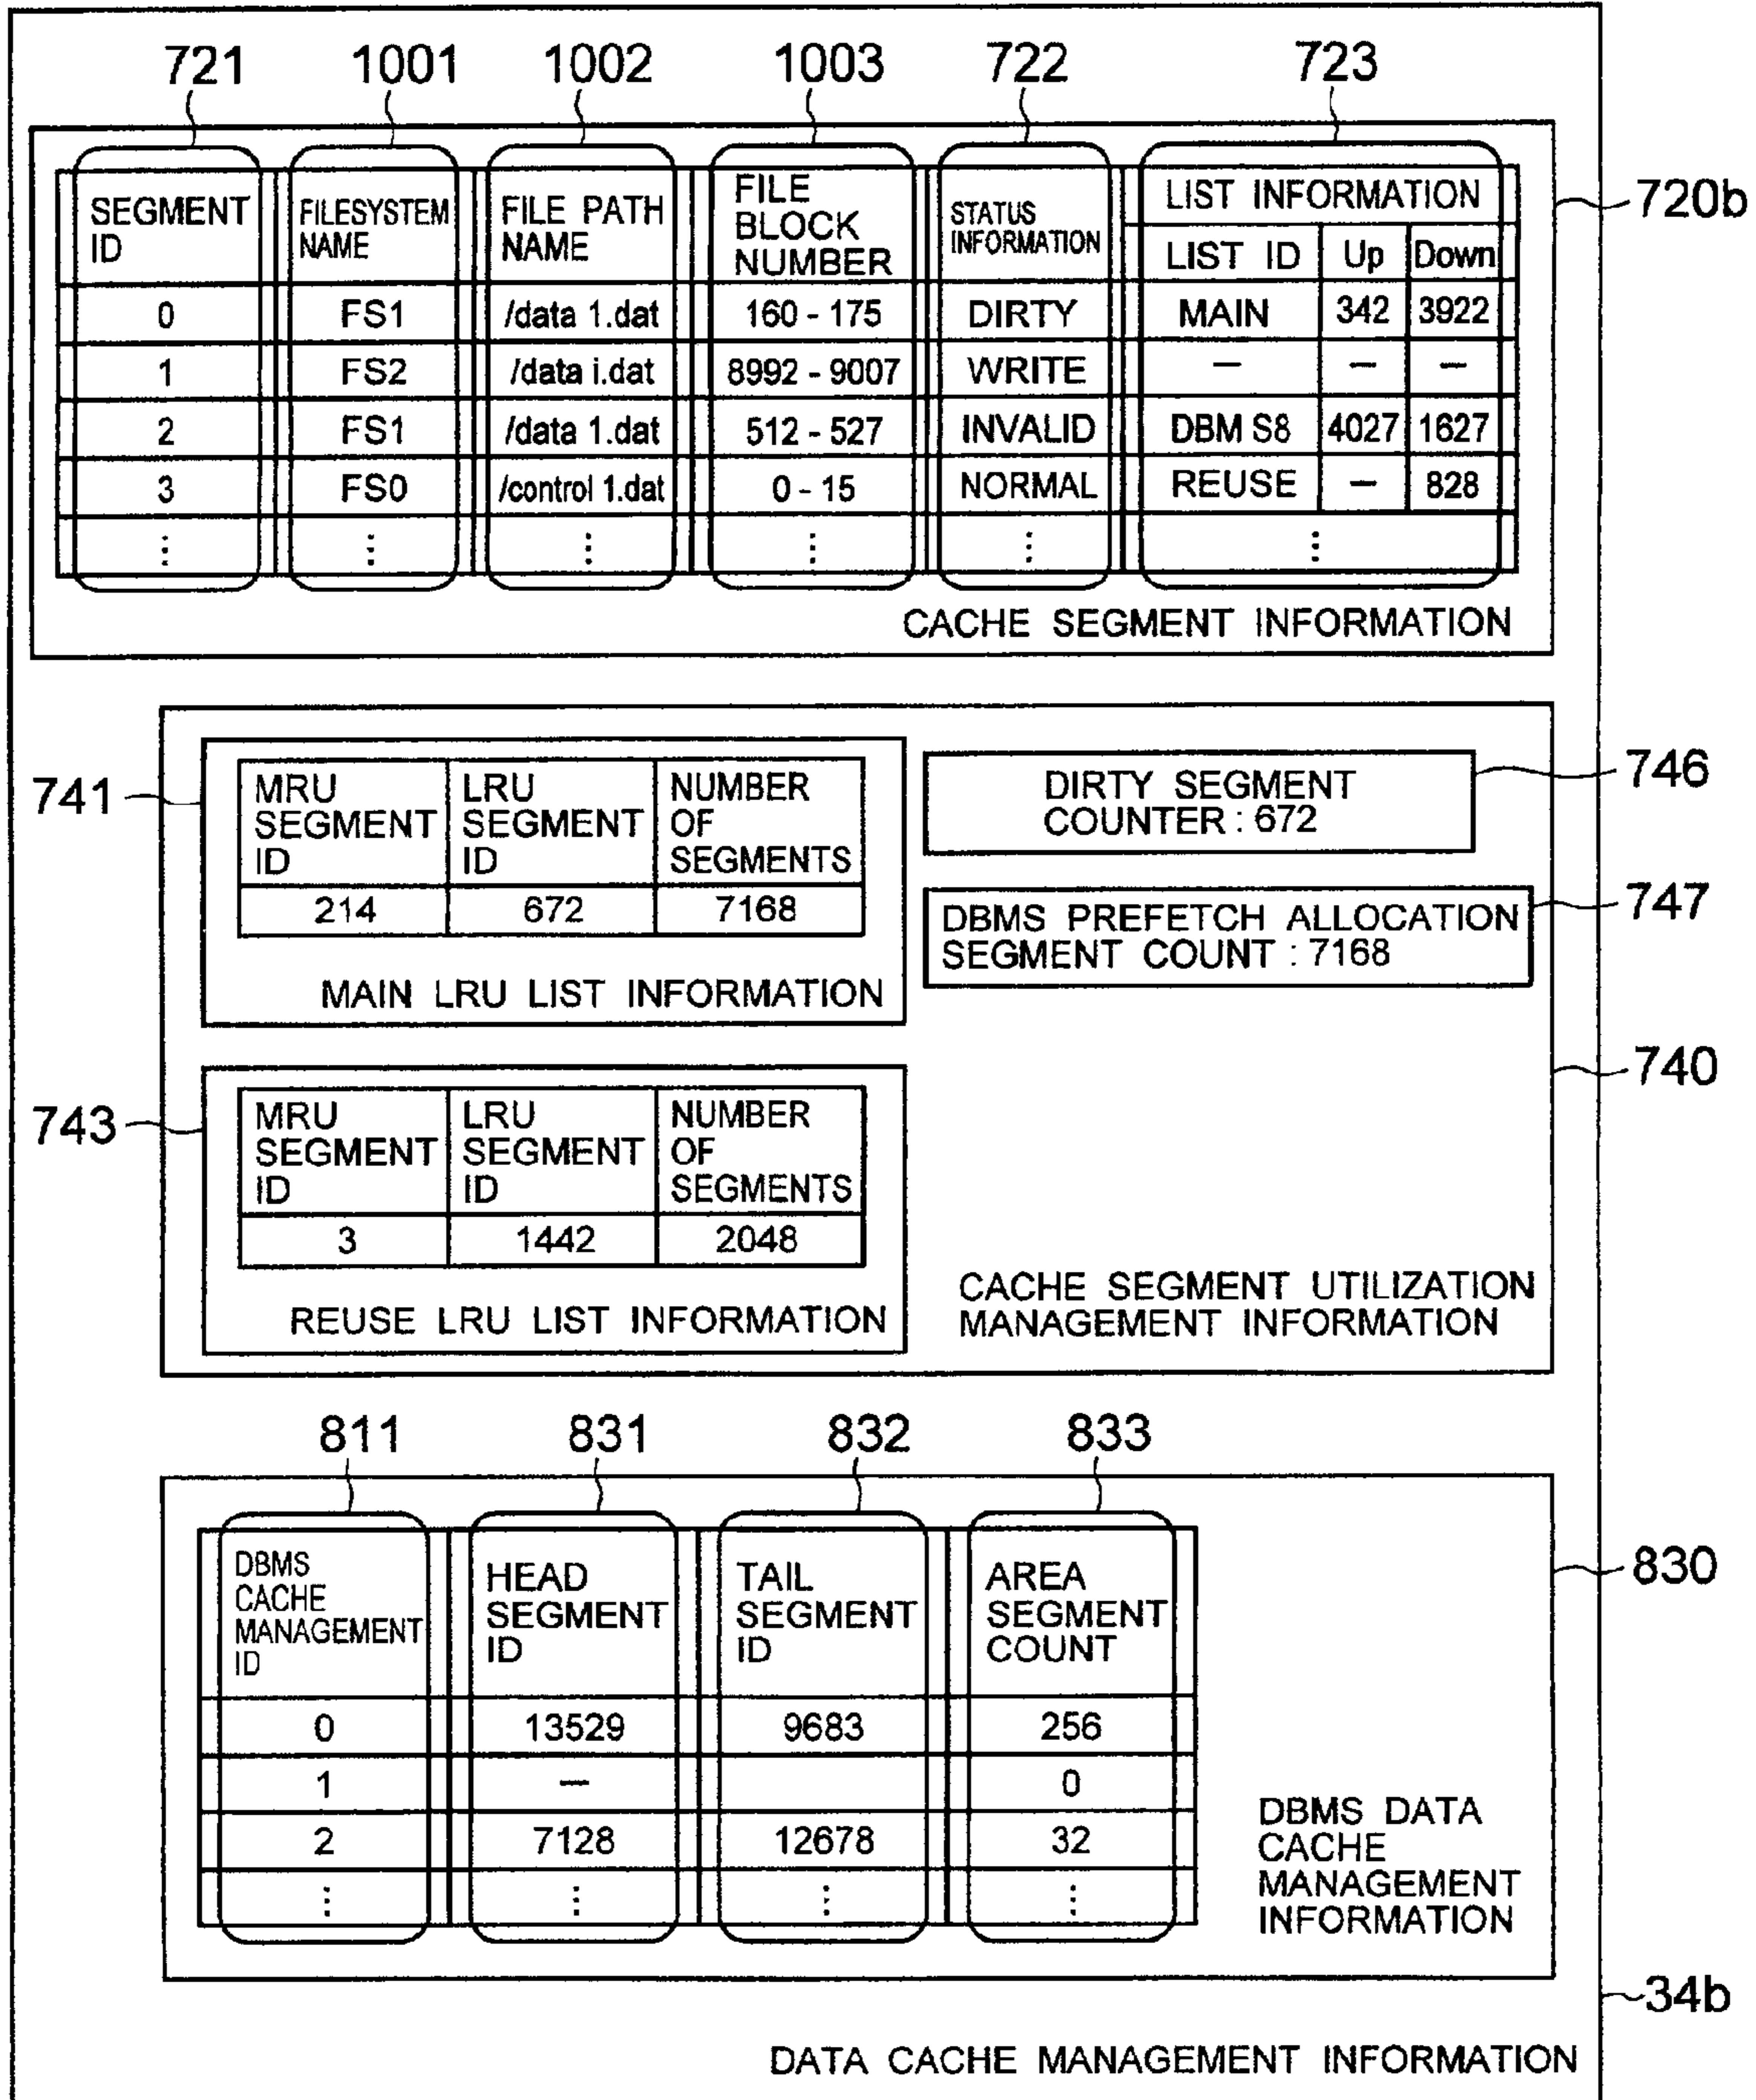 721 1001 1002 1003 722 723
SEGMENT ID FILESYSTEM NAME FILE PATH NAME FILE BLOCK NUMBER STATUS INFORMATION LIST INFORMATION
LIST ID Up Down
720b
0 FS1 /data 1.dat 160 - 175 DIRTY MAIN 342 3922
1 FS2 /data i.dat 8992 - 9007 WRITE — — —
2 FS1 /data 1.dat 512 - 527 INVALID DBM S8 4027 1627
3 FS0 /control 1.dat 0 - 15 NORMAL REUSE — 828
⋮ ⋮ ⋮ ⋮ ⋮ ⋮
CACHE SEGMENT INFORMATION
741
MRU SEGMENT ID LRU SEGMENT ID NUMBER OF SEGMENTS
214 672 7168
MAIN LRU LIST INFORMATION
DIRTY SEGMENT
COUNTER : 672
746
DBMS PREFETCH ALLOCATION
SEGMENT COUNT : 7168
747
740
743
MRU SEGMENT ID LRU SEGMENT ID NUMBER OF SEGMENTS
3 1442 2048
REUSE LRU LIST INFORMATION
CACHE SEGMENT UTILIZATION
MANAGEMENT INFORMATION
811 831 832 833
DBMS CACHE MANAGEMENT ID HEAD SEGMENT ID TAIL SEGMENT ID AREA SEGMENT COUNT
830
0 13529 9683 256
1 — 0
2 7128 12678 32
⋮ ⋮ ⋮ ⋮
DBMS DATA
CACHE
MANAGEMENT
INFORMATION
34b
DATA CACHE MANAGEMENT INFORMATION